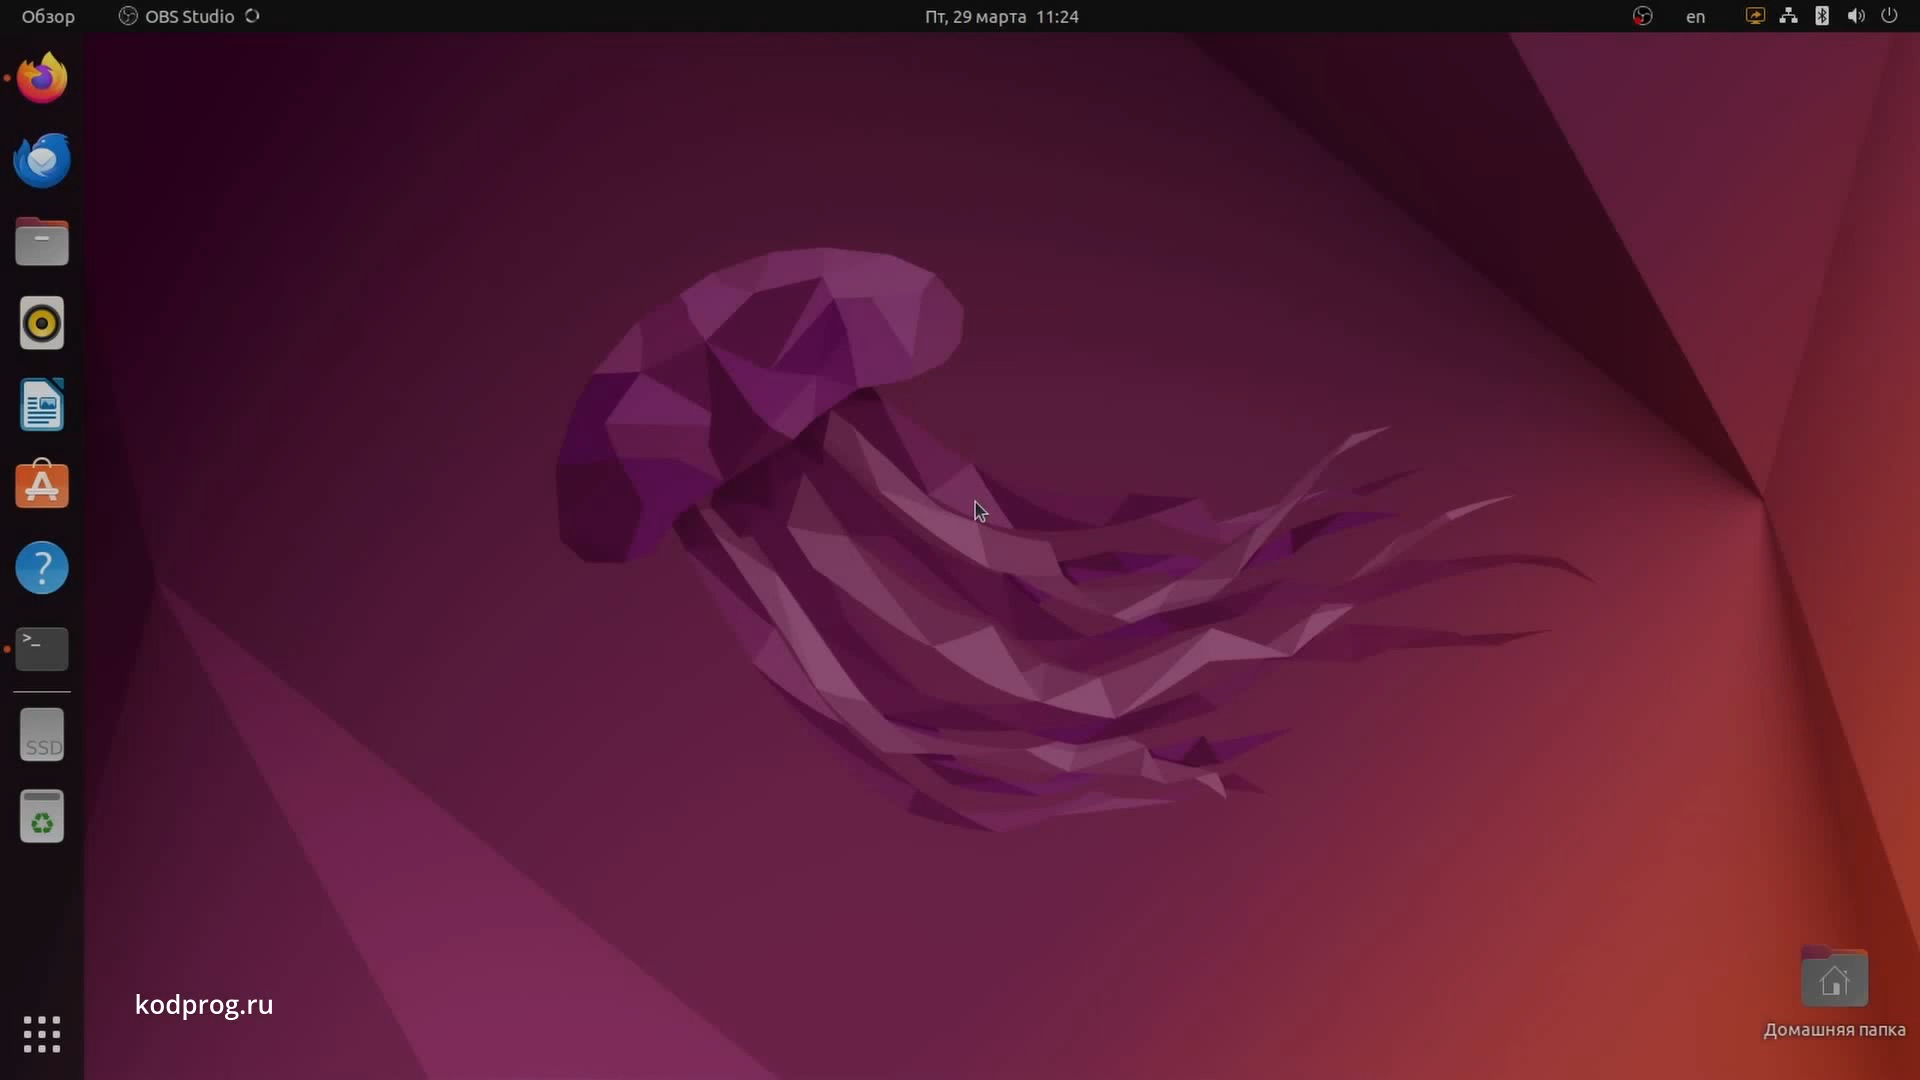 Обзор
OBS Studio
Пт, 29 марта 11:24
en
>_
SSD
kodprog.ru
Домашняя папка